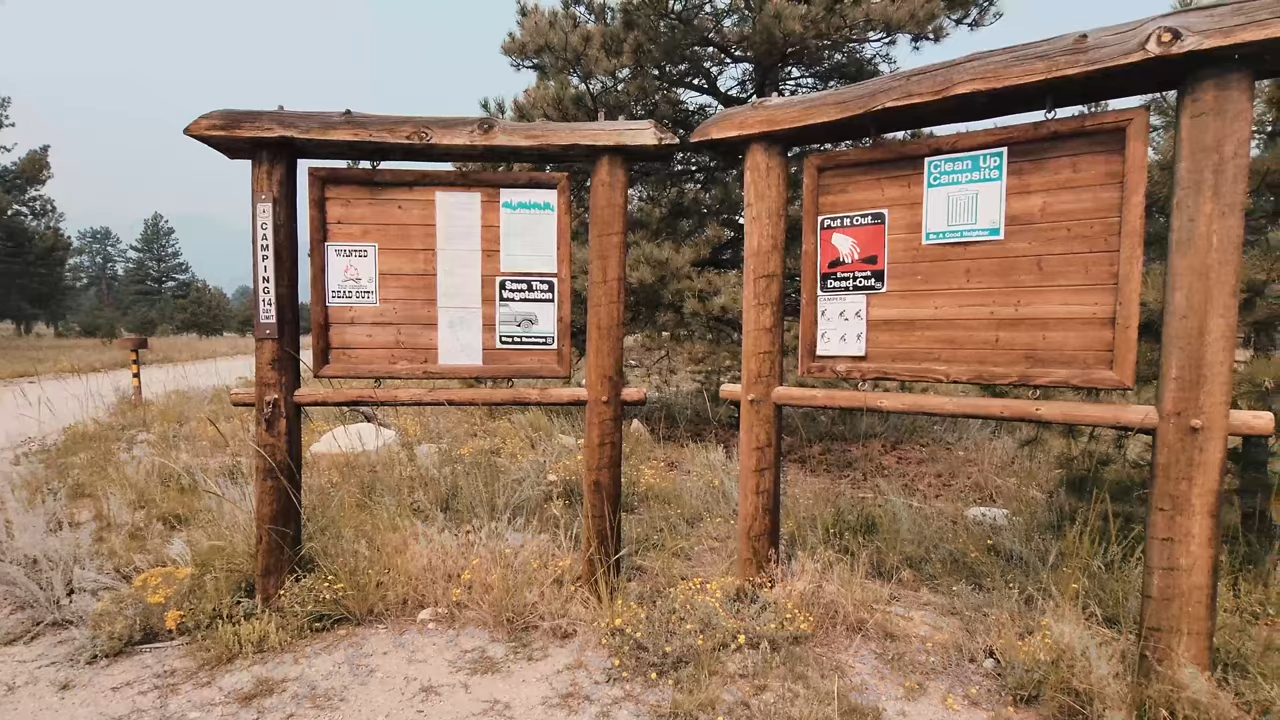 CAMPING
14
DAY
LIMIT
WANTED
DEAD OUT!
Save The
Vegetation
Stay On Roadways
Put It Out...
...Every Spark
Dead-Out
CAMPERS
Clean Up
Campsite
Be A Good Neighbor